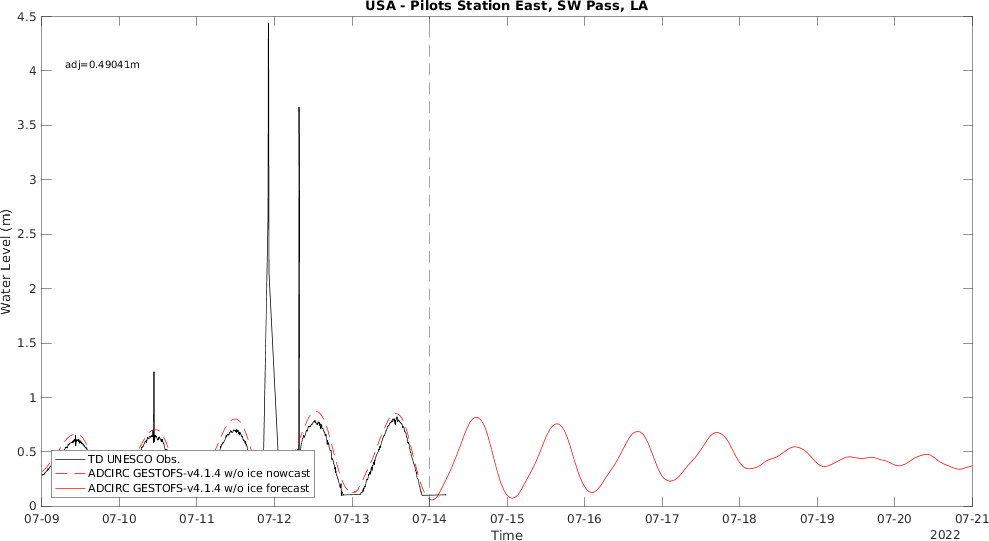 USA - Pilots Station East, SW Pass, LA
4.5
4
3.5
3
2.5
2
1.5
1
0.5
0
Water Level (m)
adj=0.49041m
TD UNESCO Obs.
ADCIRC GESTOFS-v4.1.4 w/o ice nowcast
ADCIRC GESTOFS-v4.1.4 w/o ice forecast
07-09 07-10 07-11 07-12 07-13 07-14 07-15 07-16 07-17 07-18 07-19 07-20 07-21
Time
2022